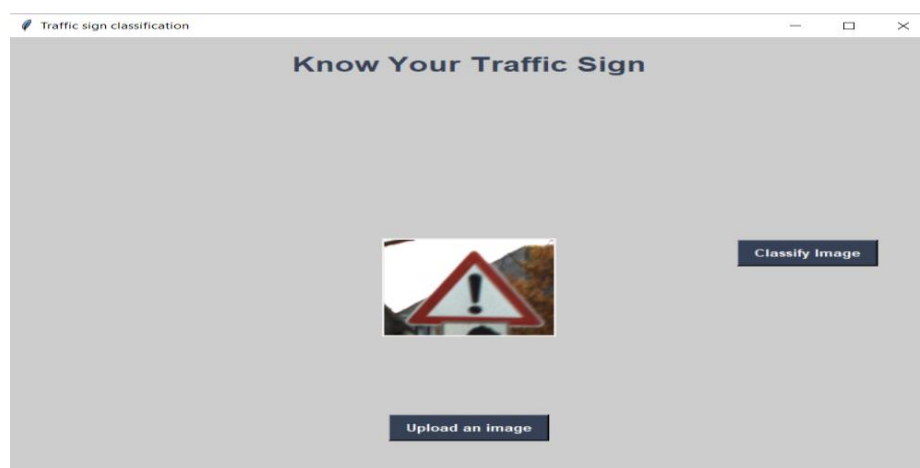 Traffic sign classification
Know Your Traffic Sign
!
Classify Image
Upload an image